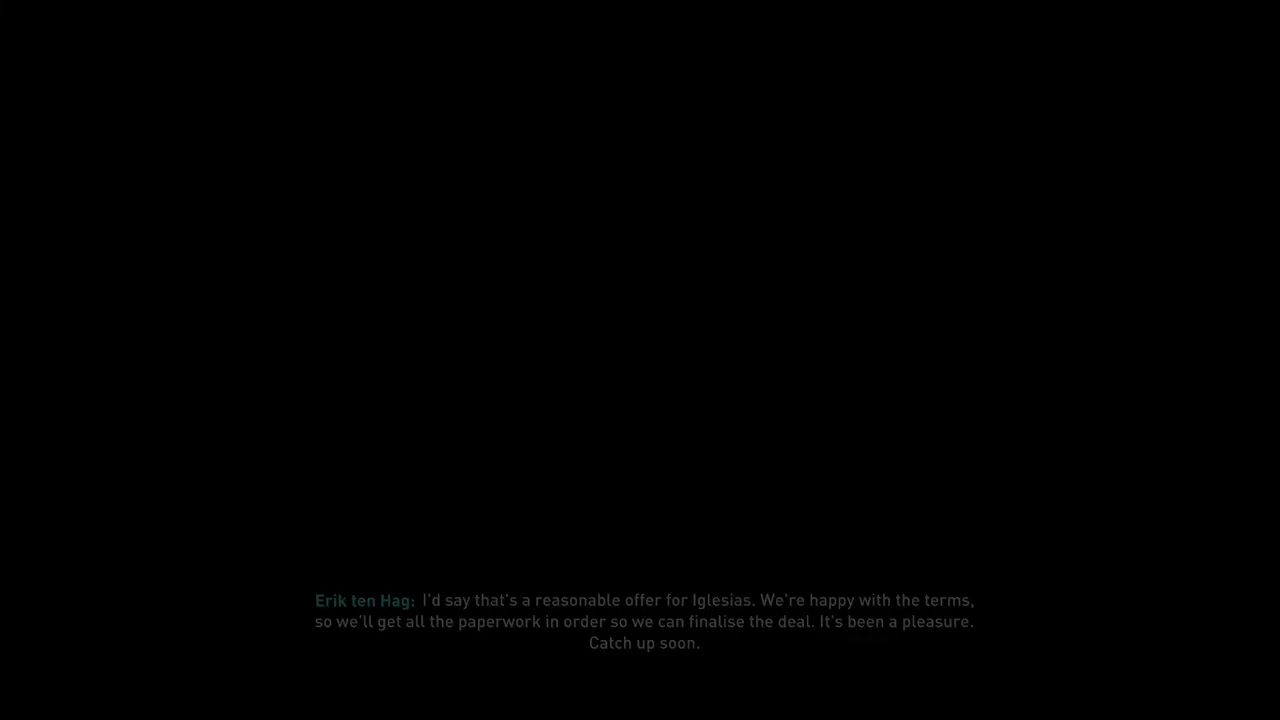 Erik ten Hag: I'd say that's a reasonable offer for Iglesias. We're happy with the terms,
so we'll get all the paperwork in order so we can finalise the deal. It's been a pleasure.
Catch up soon.